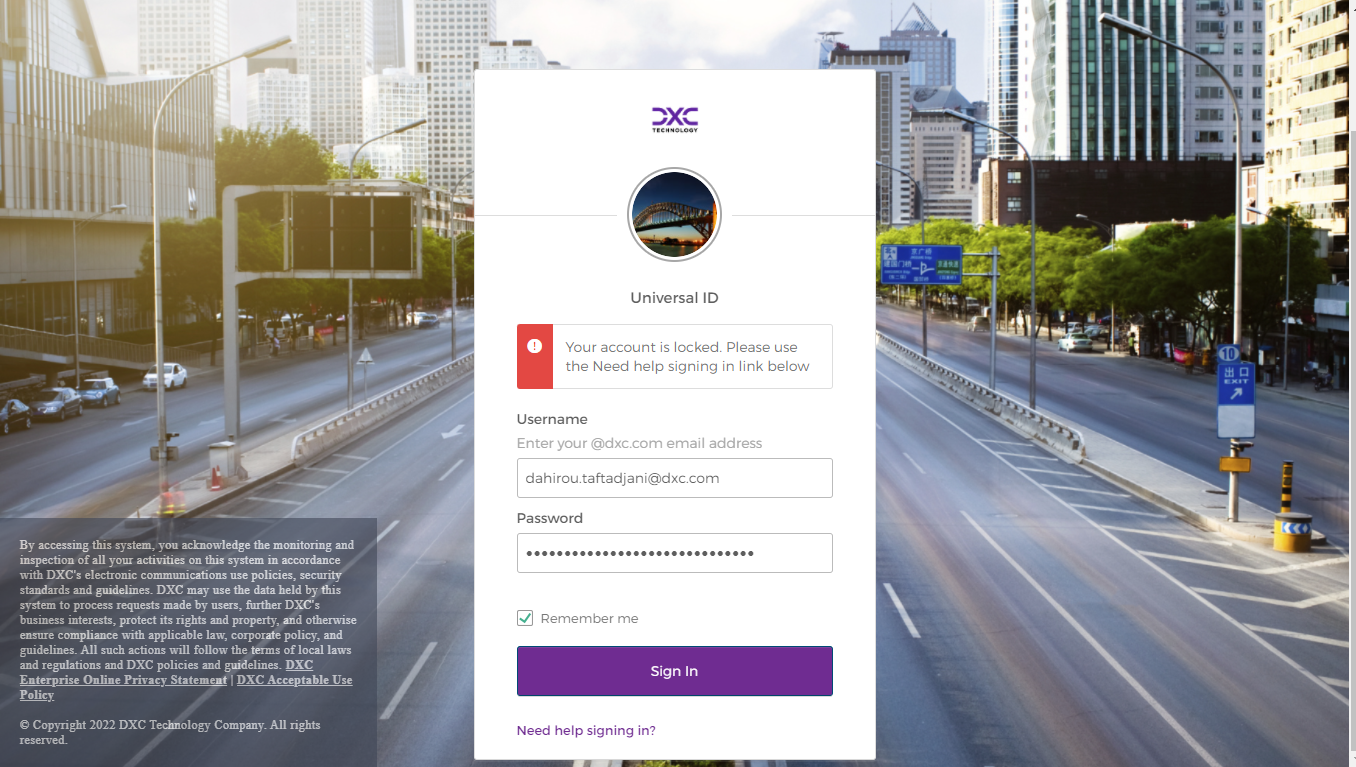 DXC
TECHNOLOGY
Universal ID
Your account is locked. Please use
the Need help signing in link below
Username
Enter your @dxc.com email address
dahirou.taftadjani@dxc.com
Password
Remember me
Sign In
Need help signing in?
By accessing this system, you acknowledge the monitoring and
inspection of all your activities on this system in accordance
with DXC's electronic communications use policies, security
standards and guidelines. DXC may use the data held by this
system to process requests made by users, further DXC's
business interests, protect its rights and property, and otherwise
ensure compliance with applicable law, corporate policy, and
guidelines. All such actions will follow the terms of local laws
and regulations and DXC policies and guidelines. DXC
Enterprise Online Privacy Statement | DXC Acceptable Use
Policy
© Copyright 2022 DXC Technology Company. All rights
reserved.
10
出口
EXIT